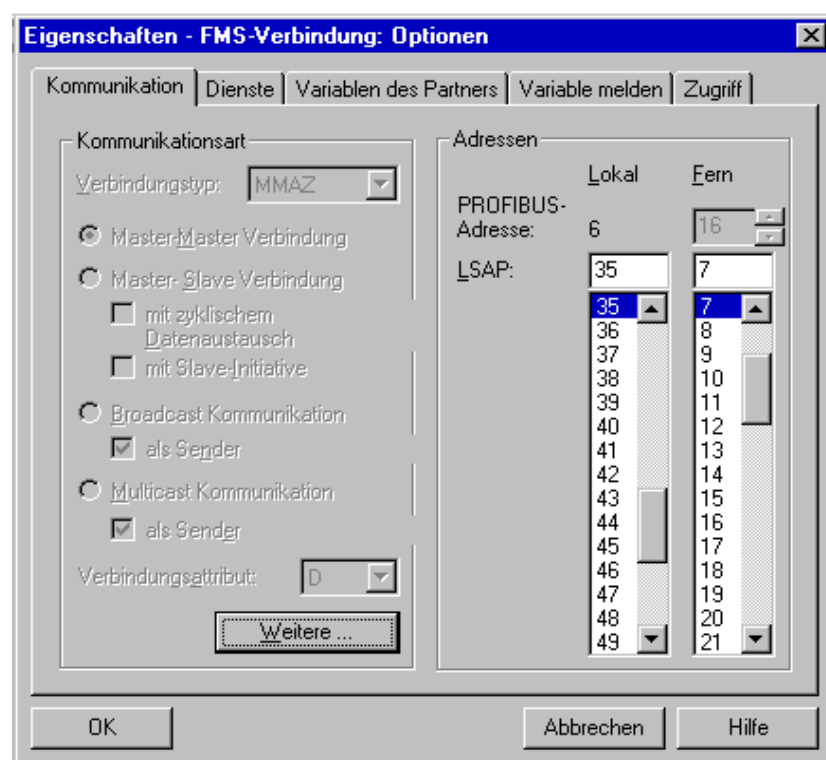 Eigenschaften - FMS-Verbindung: Optionen
Kommunikation
Dienste
Variablen des Partners
Variable melden
Zugriff
Kommunikationsart
Verbindungstyp:
MMAZ
Master-Master Verbindung
Master- Slave Verbindung
mit zyklischem
Datenaustausch
mit Slave-Initiative
Broadcast Kommunikation
als Sender
Multicast Kommunikation
als Sender
Verbindungsattribut:
D
Weitere ...
Adressen
Lokal
Fern
PROFIBUS-
Adresse:
6
16
LSAP:
35
7
35
36
37
38
39
40
41
42
43
44
45
46
47
48
49
7
8
9
10
11
12
13
14
15
16
17
18
19
20
21
OK
Abbrechen
Hilfe